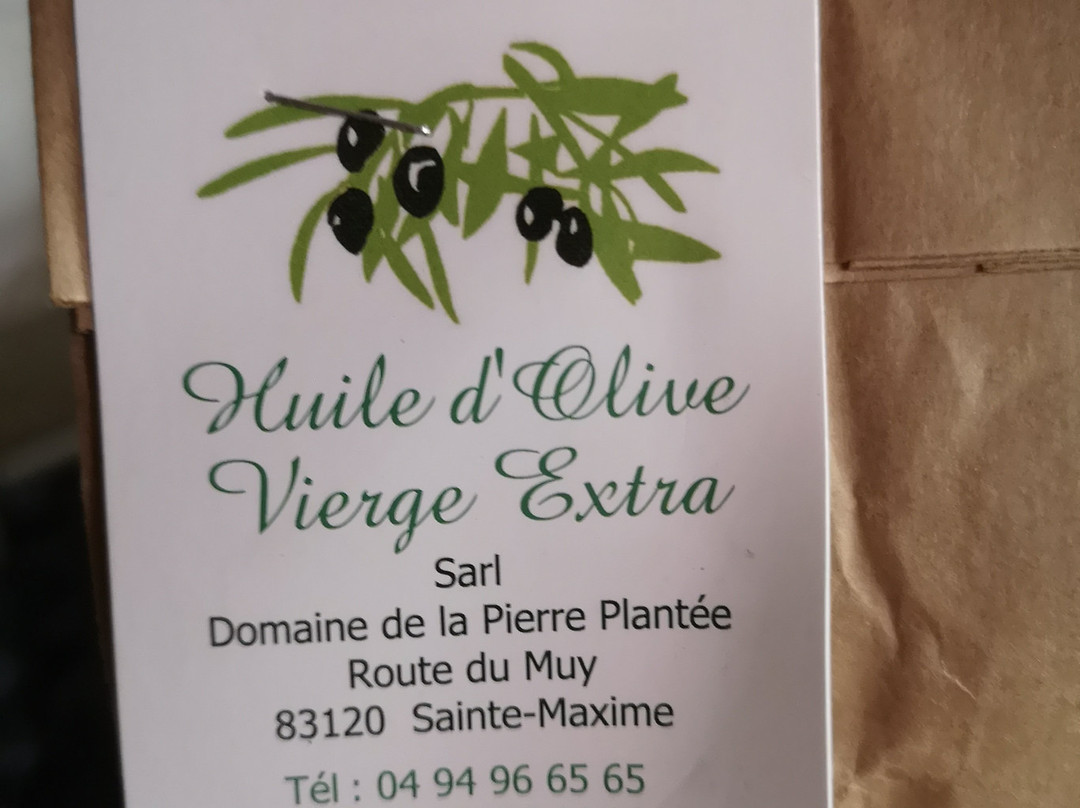 Huile d'Olive
Vierge Extra
Sarl
Domaine de la Pierre Plantée
Route du Muy
83120 Sainte-Maxime
Tél : 04 94 96 65 65